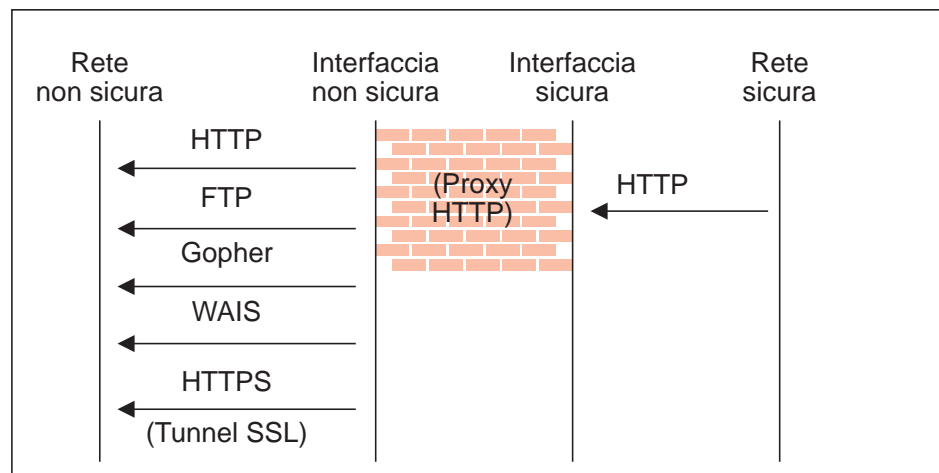 Rete
non sicura
Interfaccia
non sicura
Interfaccia
sicura
Rete
sicura
HTTP
FTP
Gopher
WAIS
HTTPS
(Tunnel SSL)
(Proxy
HTTP)
HTTP